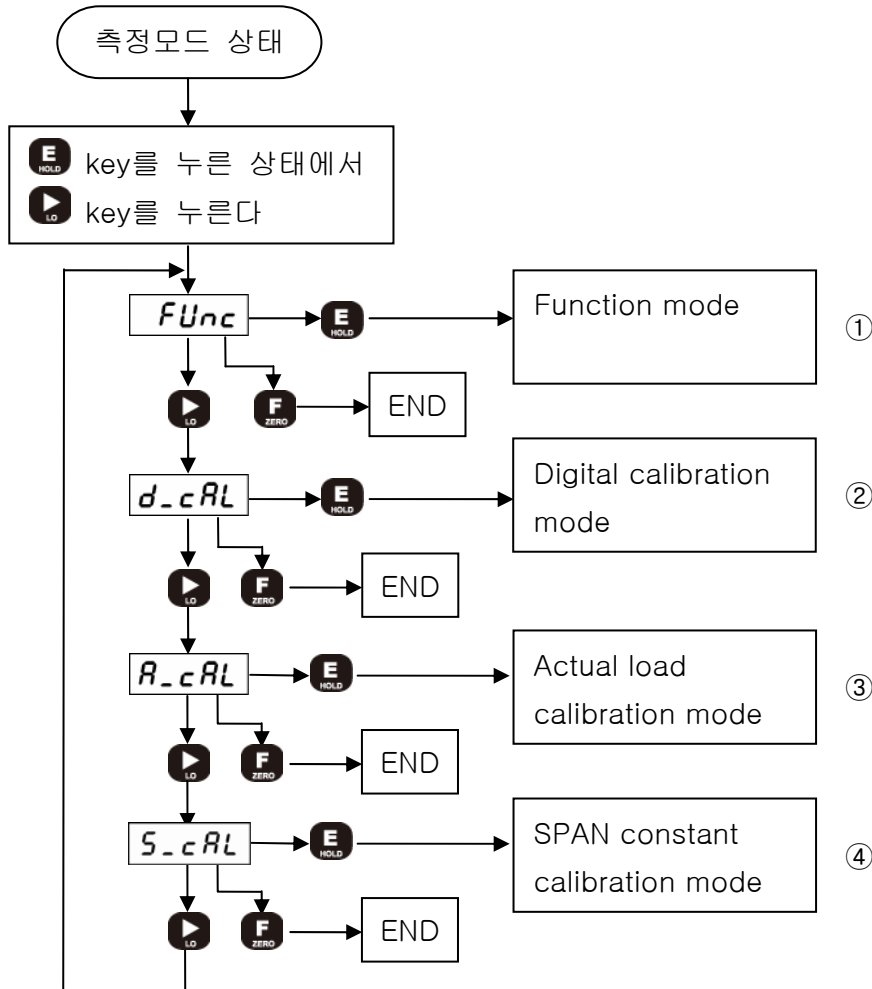 측정모드 상태
E HOLD key를 누른 상태에서
LO key를 누른다
FUnc
E HOLD
Function mode
①
LO
F ZERO
END
d_cAL
E HOLD
Digital calibration
mode
②
LO
F ZERO
END
A_cAL
E HOLD
Actual load
calibration mode
③
LO
F ZERO
END
S_cAL
E HOLD
SPAN constant
calibration mode
④
LO
F ZERO
END